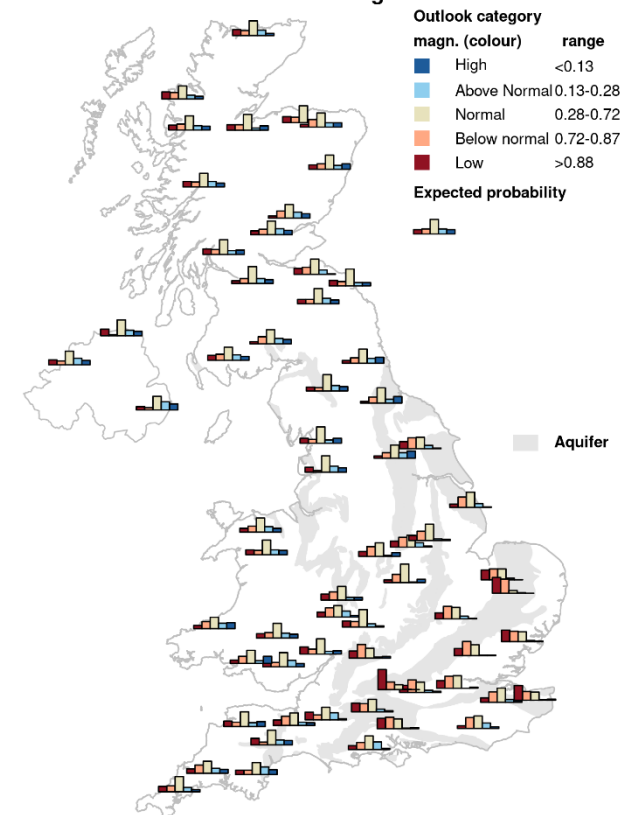 Outlook category
magn. (colour) range
High <0.13
Above Normal 0.13-0.28
Normal 0.28-0.72
Below normal 0.72-0.87
Low >0.88
Expected probability
Aquifer